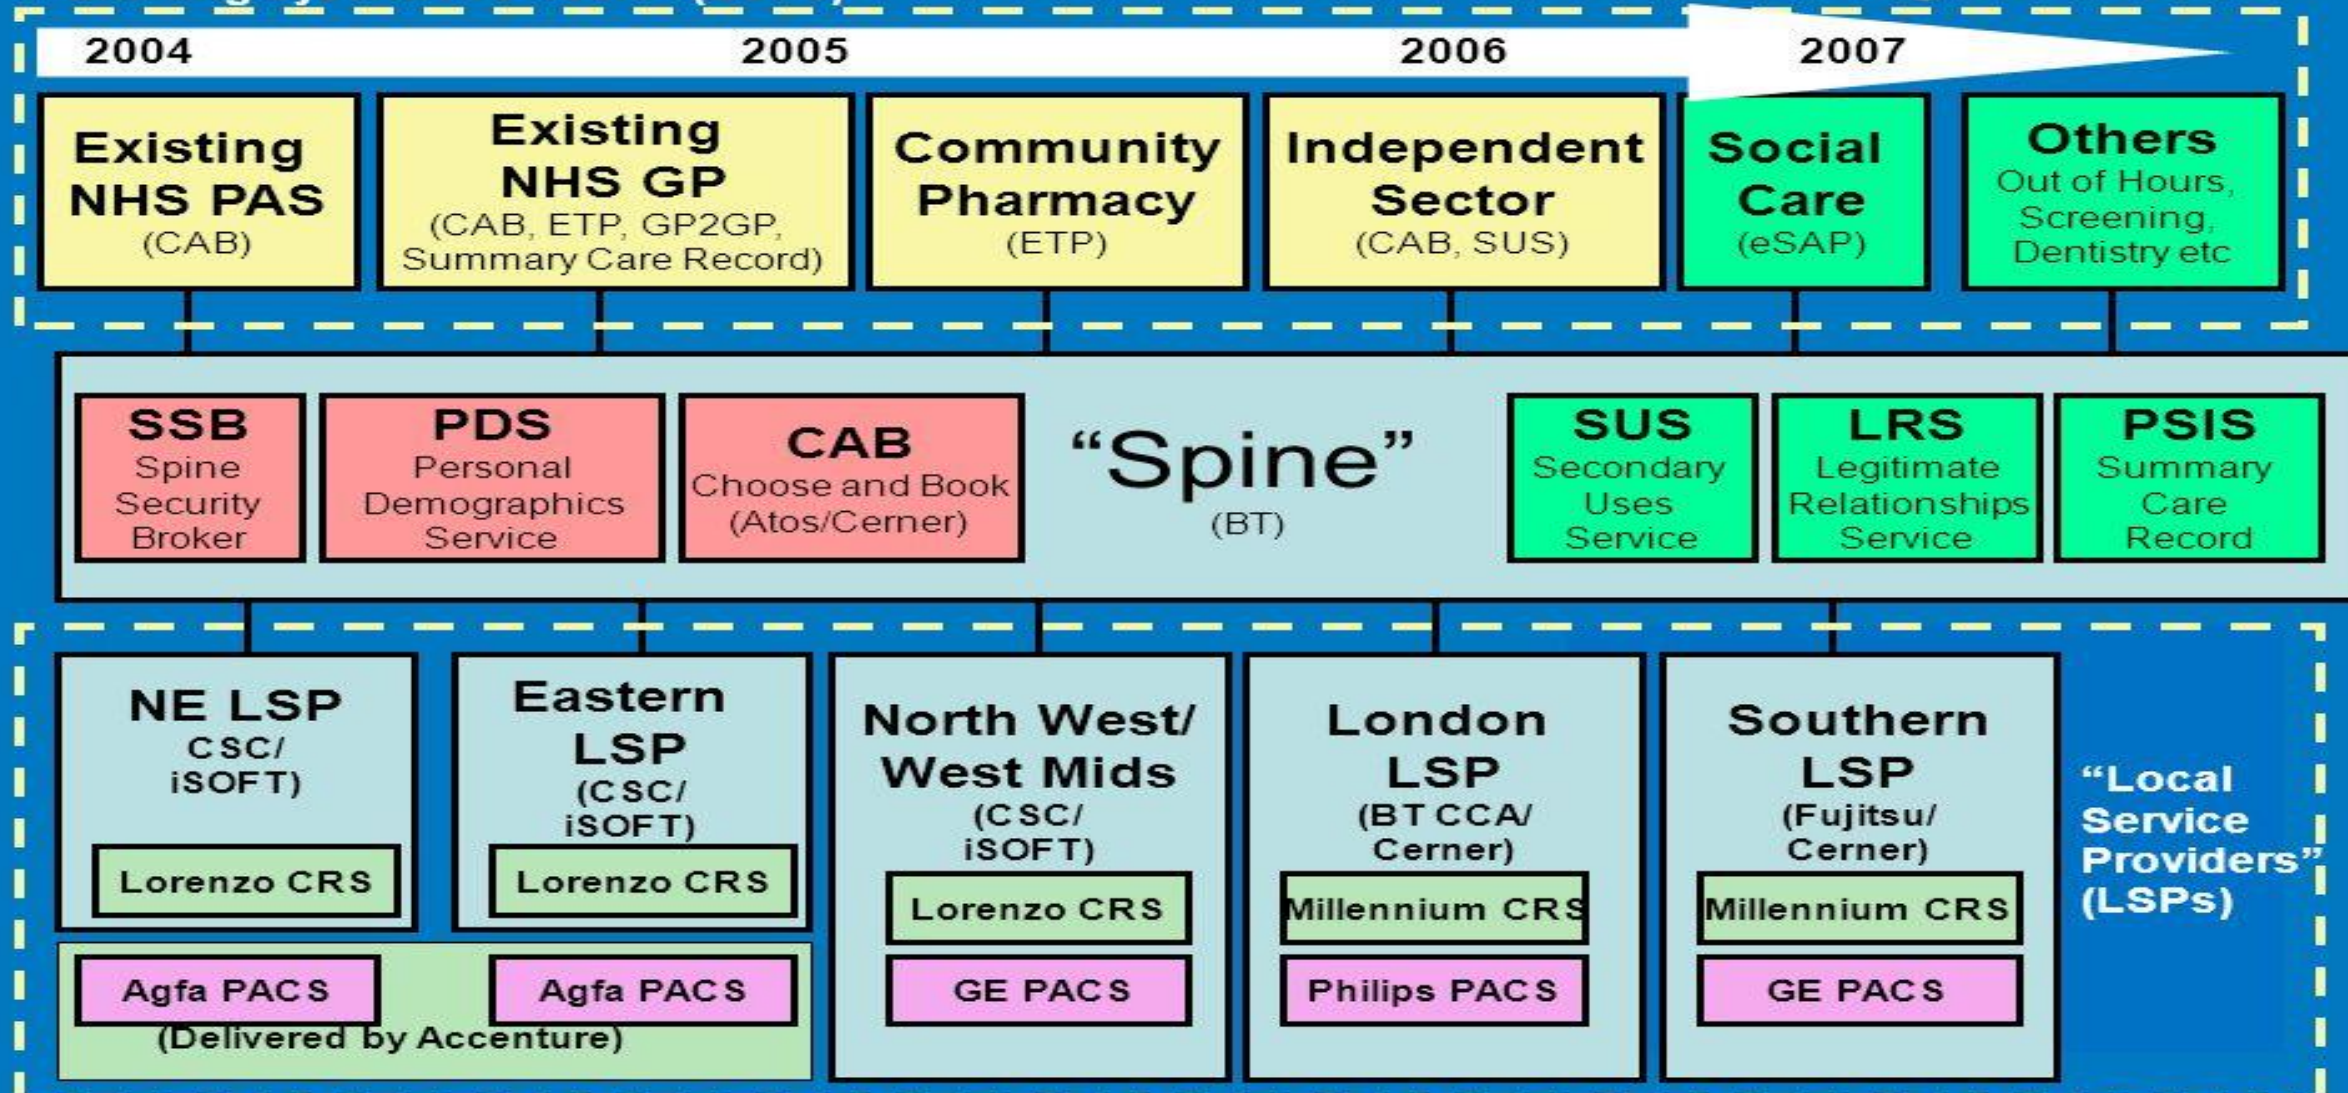 2004 2005 2006 2007
Existing
NHS PAS
(CAB)
Existing
NHS GP
(CAB, ETP, GP2GP,
Summary Care Record)
Community
Pharmacy
(ETP)
Independent
Sector
(CAB, SUS)
Social
Care
(eSAP)
Others
Out of Hours,
Screening,
Dentistry etc
SSB
Spine
Security
Broker
PDS
Personal
Demographics
Service
CAB
Choose and Book
(Atos/Cerner)
“Spine”
(BT)
SUS
Secondary
Uses
Service
LRS
Legitimate
Relationships
Service
PSIS
Summary
Care
Record
NE LSP
CSC/
iSOFT)
Lorenzo CRS
Agfa PACS
Eastern
LSP
(CSC/
iSOFT)
Lorenzo CRS
Agfa PACS
(Delivered by Accenture)
North West/
West Mids
(CSC/
iSOFT)
Lorenzo CRS
GE PACS
London
LSP
(BT CCA/
Cerner)
Millennium CRS
Philips PACS
Southern
LSP
(Fujitsu/
Cerner)
Millennium CRS
GE PACS
“Local
Service
Providers”
(LSPs)